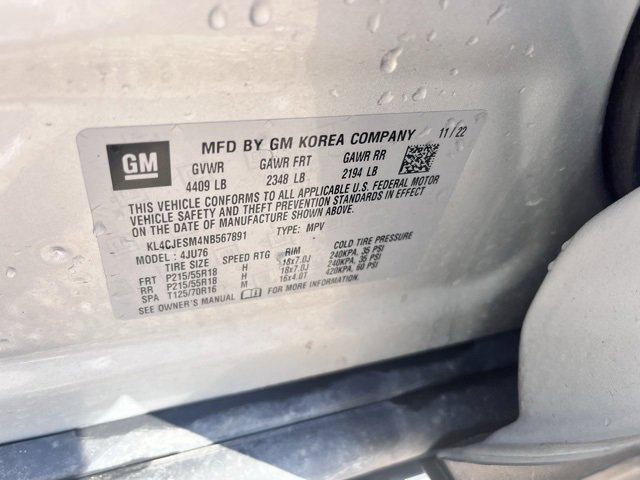 GM MFD BY GM KOREA COMPANY 11/22
GVWR GAWR FRT GAWR RR
4409 LB 2348 LB 2194 LB
THIS VEHICLE CONFORMS TO ALL APPLICABLE U.S. FEDERAL MOTOR
VEHICLE SAFETY AND THEFT PREVENTION STANDARDS IN EFFECT
ON THE DATE OF MANUFACTURE SHOWN ABOVE.
KL4CJESM4NB567891 TYPE: MPV
MODEL: 4JU76
TIRE SIZE SPEED RTG RIM COLD TIRE PRESSURE
FRT P215/55R18 H 18x7.0J 240KPA, 35 PSI
RR P215/55R18 H 18x7.0J 240KPA, 35 PSI
SPA T125/70R16 M 16x4.0T 420KPA, 60 PSI
SEE OWNER'S MANUAL FOR MORE INFORMATION.